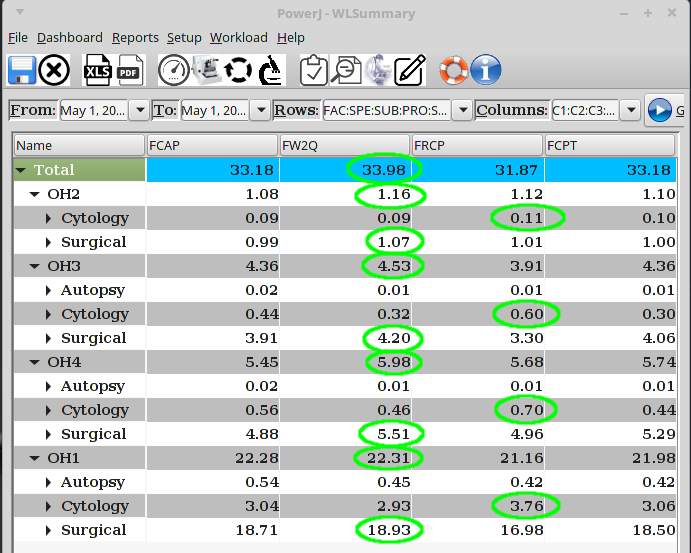 PowerJ - WLSummary
File Dashboard Reports Setup Workload Help
XLS PDF
From: May 1, 20... To: May 1, 20... Rows: FAC:SPE:SUB:PRO:S... Columns: C1:C2:C3:... G
Name FCAP FW2Q FRCP FCPT
Total 33.18 33.98 31.87 33.18
OH2 1.08 1.16 1.12 1.10
Cytology 0.09 0.09 0.11 0.10
Surgical 0.99 1.07 1.01 1.00
OH3 4.36 4.53 3.91 4.36
Autopsy 0.02 0.01 0.01 0.01
Cytology 0.44 0.32 0.60 0.30
Surgical 3.91 4.20 3.30 4.06
OH4 5.45 5.98 5.68 5.74
Autopsy 0.02 0.01 0.01 0.01
Cytology 0.56 0.46 0.70 0.44
Surgical 4.88 5.51 4.96 5.29
OH1 22.28 22.31 21.16 21.98
Autopsy 0.54 0.45 0.42 0.42
Cytology 3.04 2.93 3.76 3.06
Surgical 18.71 18.93 16.98 18.50